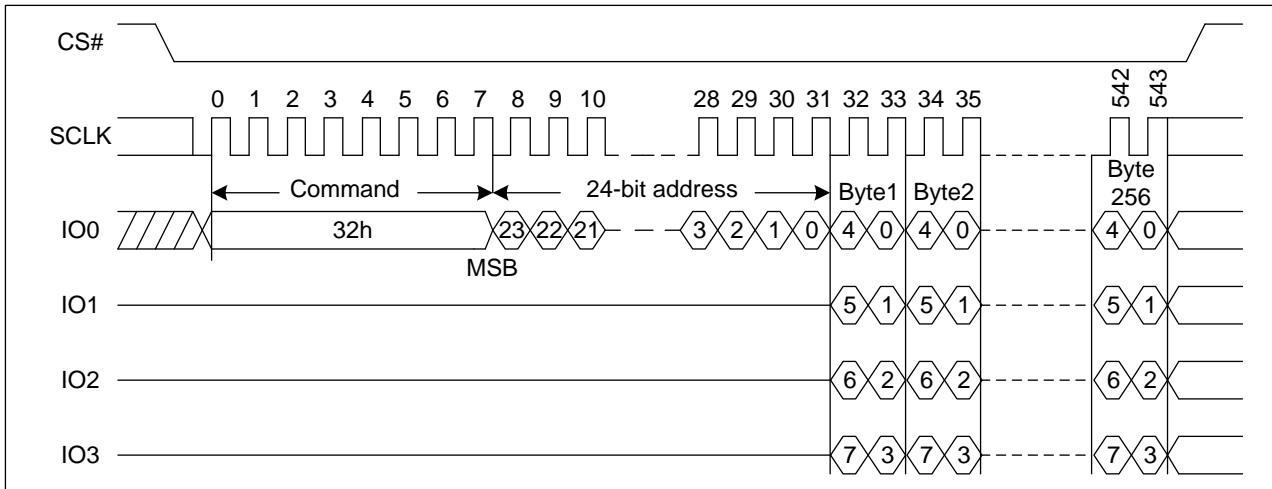 CS#
0 1 2 3 4 5 6 7 8 9 10 28 29 30 31 32 33 34 35 542 543
SCLK
Command 24-bit address Byte1 Byte2 Byte 256
IO0 32h 23 22 21 3 2 1 0 4 0 4 0 4 0
MSB
IO1 5 1 5 1 5 1
IO2 6 2 6 2 6 2
IO3 7 3 7 3 7 3